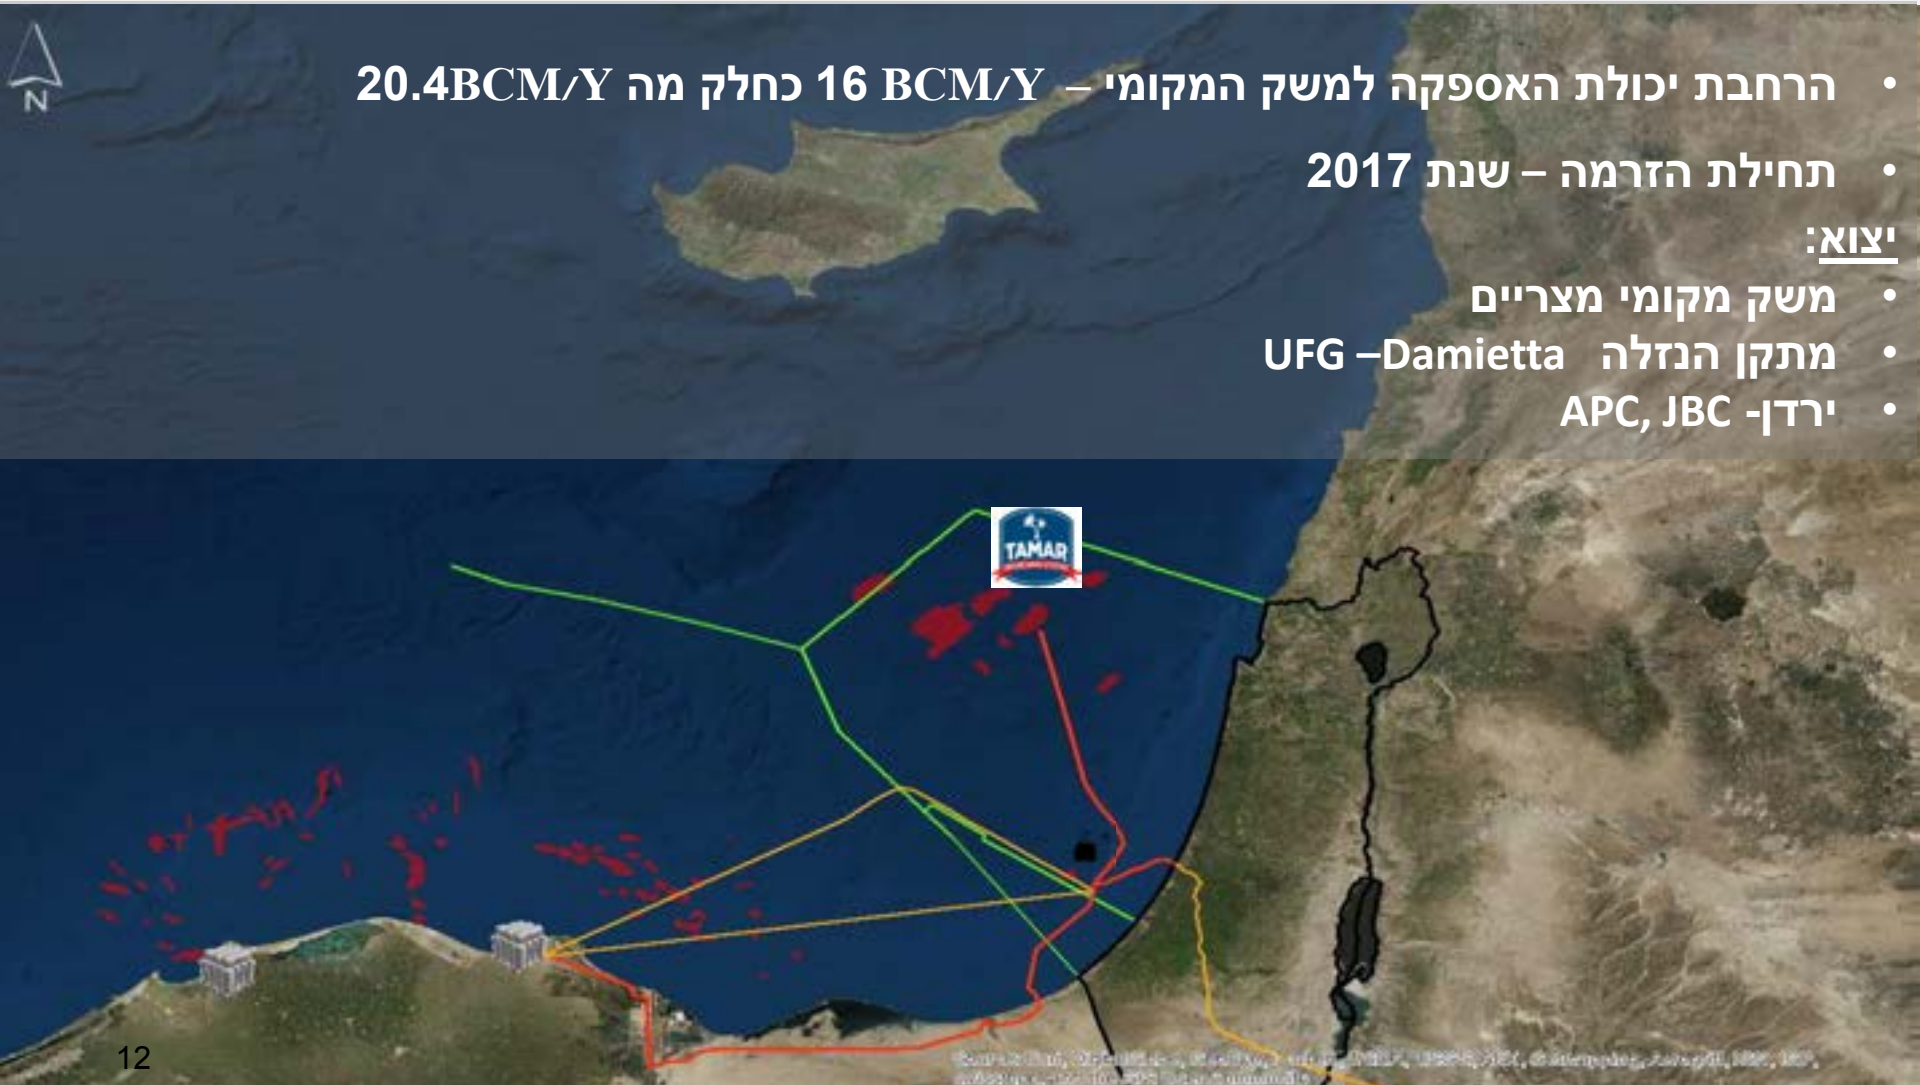 • הרחבת יכולת האספקה למשק המקומי – 16 BCM/Y כחלק מה 20.4BCM/Y
• תחילת הזרמה – שנת 2017
יצוא:
• משק מקומי מצריים
• מתקן הנזלה UFG –Damietta
• ירדן- APC, JBC
N
TAMAR
12